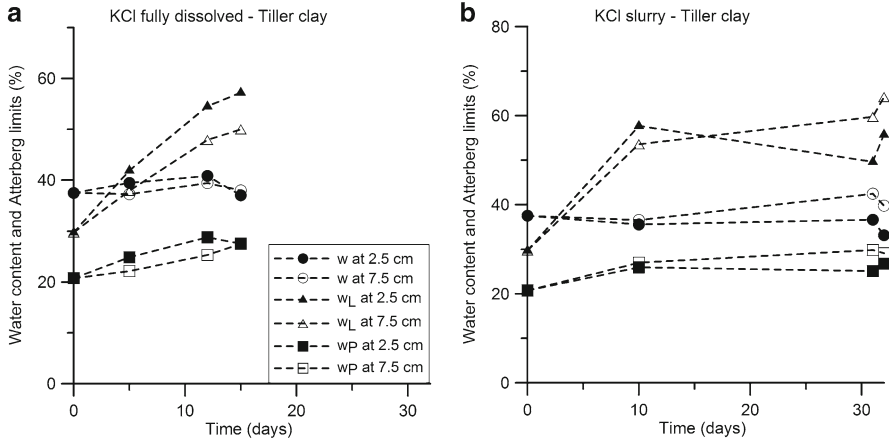 a
KCl fully dissolved - Tiller clay
Water content and Atterberg limits (%)
60
40
20
0
0
10
20
30
Time (days)
w at 2.5 cm
w at 7.5 cm
wL at 2.5 cm
wL at 7.5 cm
wP at 2.5 cm
wP at 7.5 cm
b
KCl slurry - Tiller clay
Water content and Atterberg limits (%)
80
60
40
20
0
0
10
20
30
Time (days)